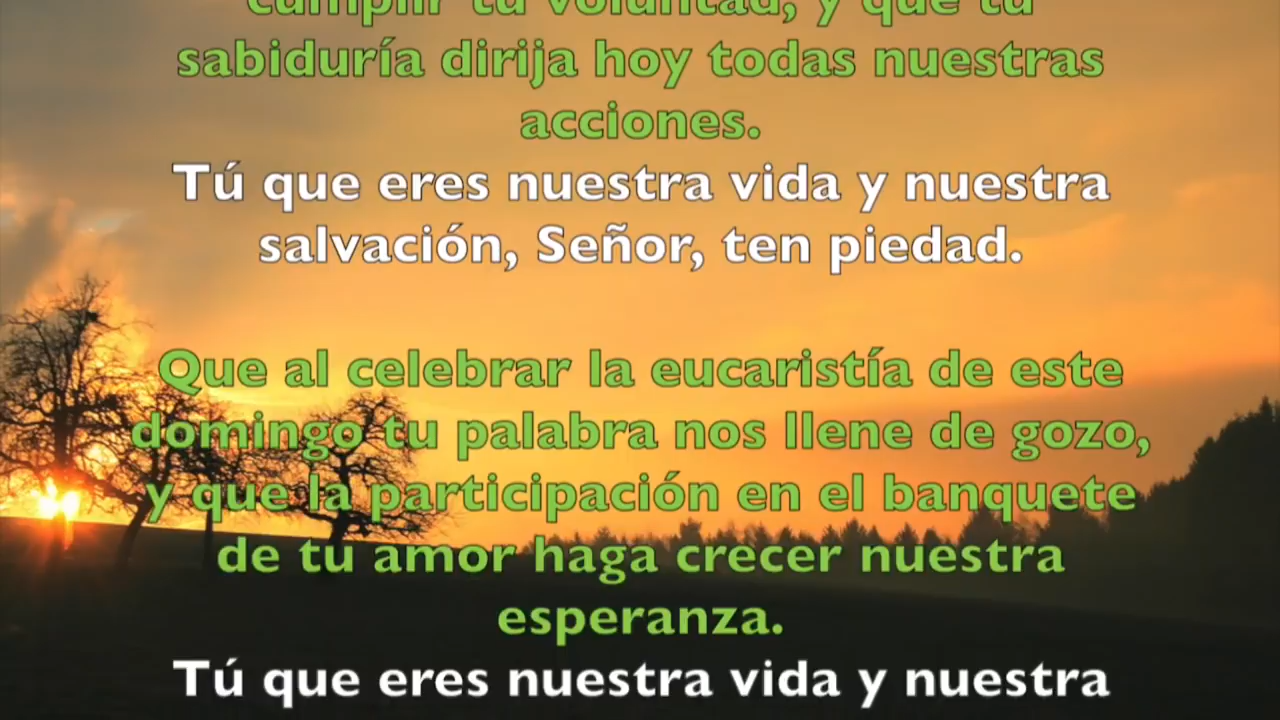 cumplir tu voluntad, y que tu
sabiduría dirija hoy todas nuestras
acciones.
Tú que eres nuestra vida y nuestra
salvación, Señor, ten piedad.
Que al celebrar la eucaristía de este
domingo tu palabra nos llene de gozo,
y que la participación en el banquete
de tu amor haga crecer nuestra
esperanza.
Tú que eres nuestra vida y nuestra